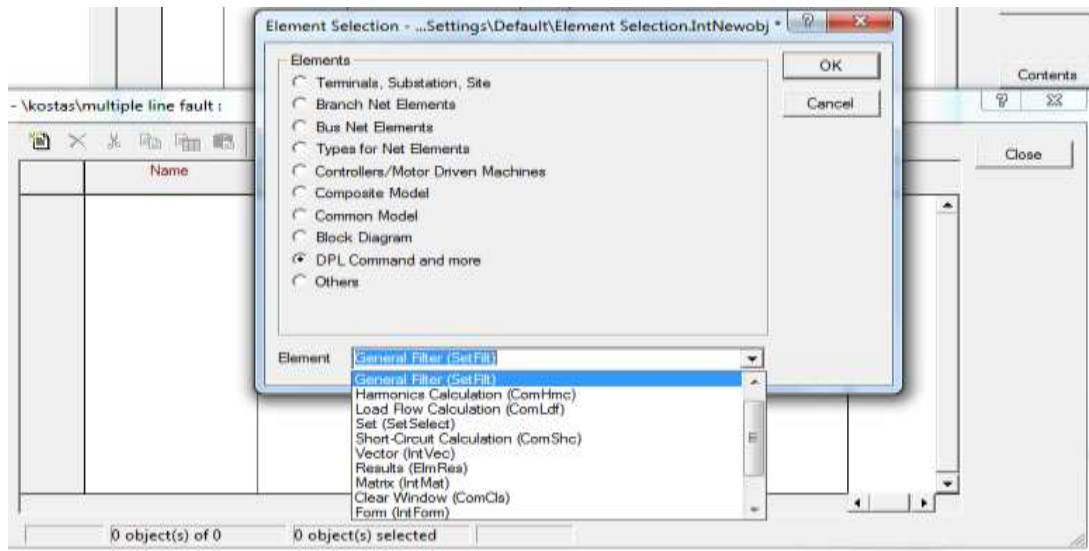 Element Selection - ...Settings\Default\Element Selection.IntNewobj *
Elements
Terminals, Substation, Site
Branch Net Elements
Bus Net Elements
Types for Net Elements
Controllers/Motor Driven Machines
Composite Model
Common Model
Block Diagram
DPL Command and more
Others
OK
Cancel
Contents
- \kostas\multiple line fault :
Close
Name
Element
General Filter (SetFilt)
General Filter (SetFilt)
Harmonics Calculation (ComHmc)
Load Flow Calculation (ComLdf)
Set (SetSelect)
Short-Circuit Calculation (ComShc)
Vector (IntVec)
Results (ElmRes)
Matrix (IntMat)
Clear Window (ComCls)
Form (IntForm)
0 object(s) of 0
0 object(s) selected